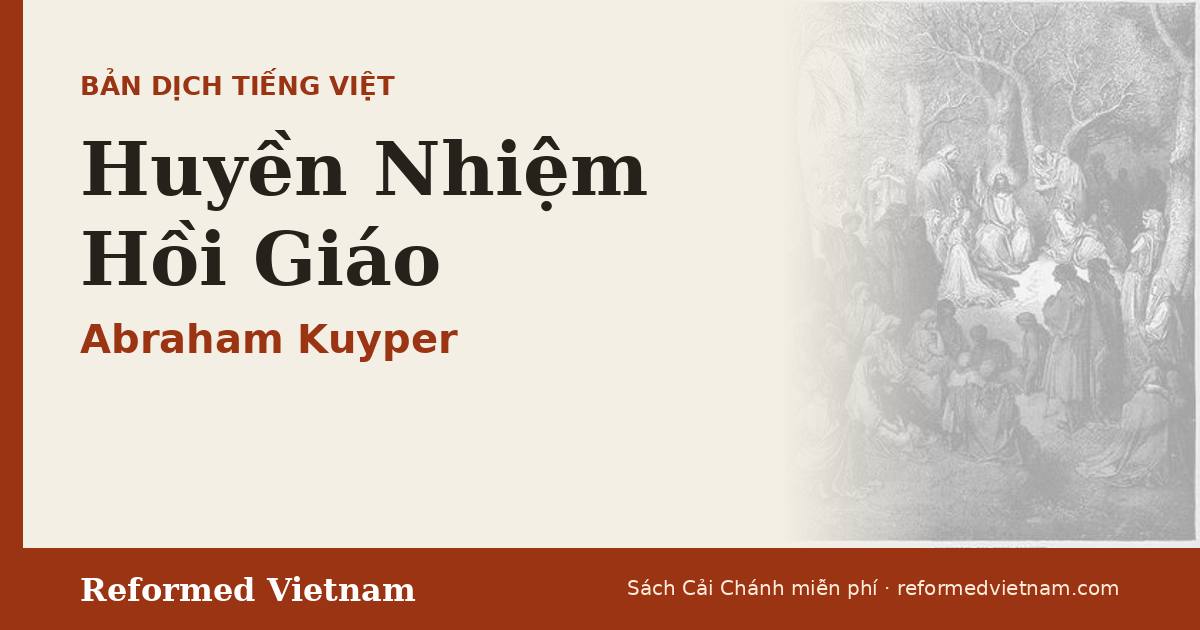 BẢN DỊCH TIẾNG VIỆT
Huyền Nhiệm
Hồi Giáo
Abraham Kuyper
Reformed Vietnam
Sách Cải Chánh miễn phí · reformedvietnam.com